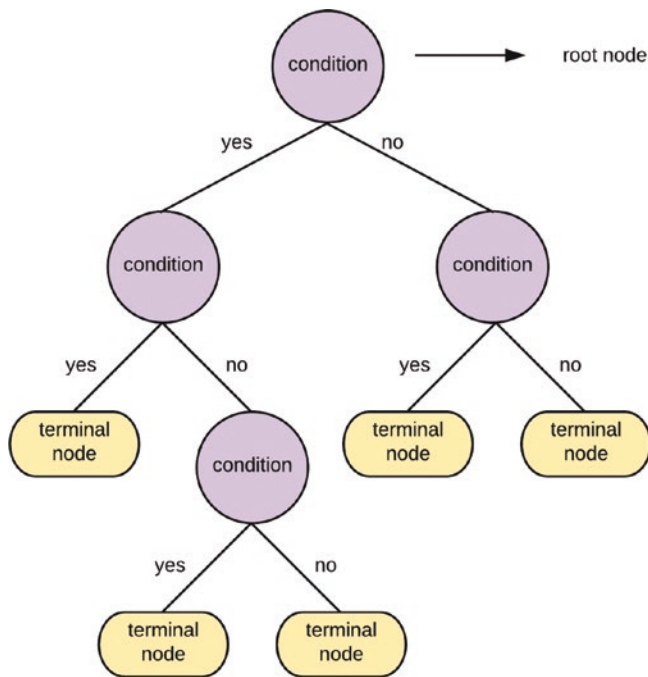 condition
root node
yes
no
condition
condition
yes
no
yes
no
terminal
node
condition
terminal
node
terminal
node
yes
no
terminal
node
terminal
node